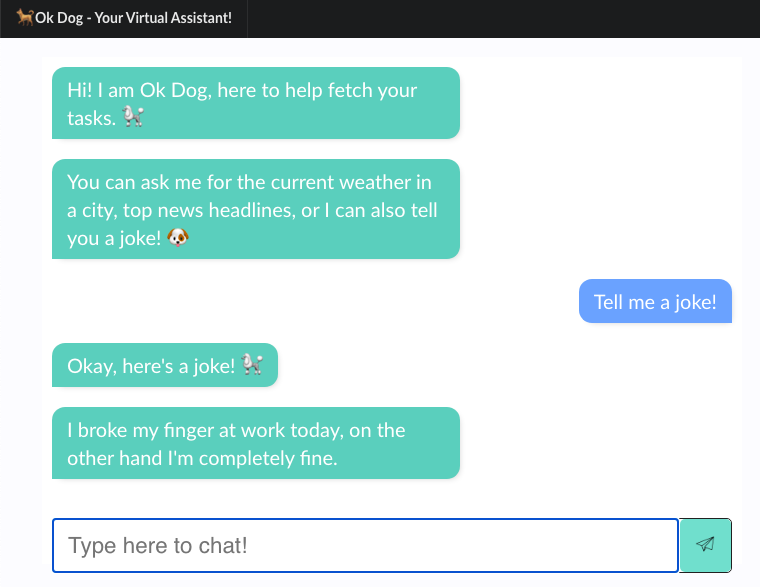 🐕Ok Dog - Your Virtual Assistant!
Hi! I am Ok Dog, here to help fetch your
tasks. 🐩
You can ask me for the current weather in
a city, top news headlines, or I can also tell
you a joke! 🐶
Tell me a joke!
Okay, here's a joke! 🐩
I broke my finger at work today, on the
other hand I'm completely fine.
Type here to chat!